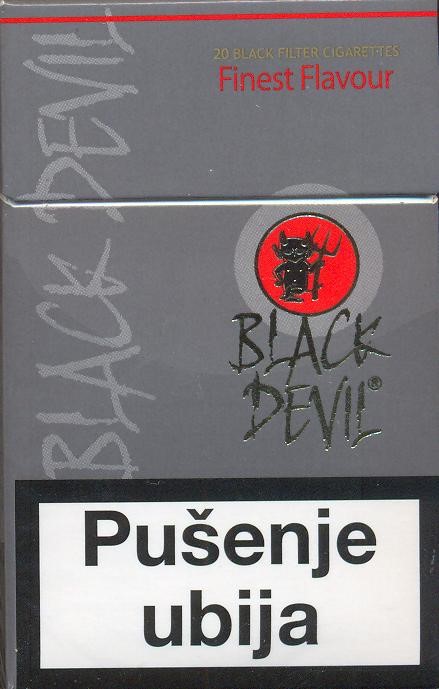 BLACK DEVIL
20 BLACK FILTER CIGARETTES
Finest Flavour
BLACK
DEVIL®
Pušenje
ubija